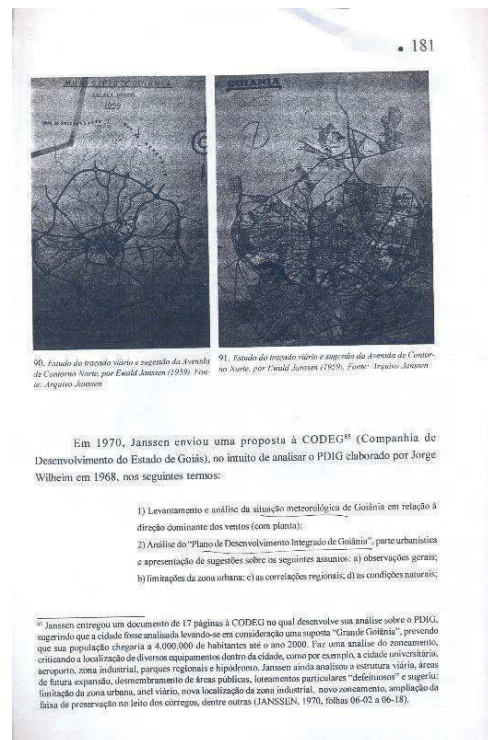 • 181
MUNICIPIO DE GOIÂNIA
1959
GOIANIA
90. Estudo do traçado viário e sugestão da Avenida
de Contorno Norte, por Ewald Janssen (1959). Fon-
te: Arquivo Janssen
91. Estudo do traçado viário e sugestão da Avenida de Contor-
no Norte, por Ewald Janssen (1959). Fonte: Arquivo Janssen
Em 1970, Janssen enviou uma proposta à CODEG⁸⁵ (Companhia de
Desenvolvimento do Estado de Goiás), no intuito de analisar o PDIG elaborado por Jorge
Wilheim em 1968, nos seguintes termos:
1) Levantamento e análise da situação meteorológica de Goiânia em relação à
direção dominante dos ventos (com planta);
2) Análise do “Plano de Desenvolvimento Integrado de Goiânia”, parte urbanística
e apresentação de sugestões sobre os seguintes assuntos: a) observações gerais;
b) limitações da zona urbana; c) as correlações regionais; d) as condições naturais;
⁸⁵ Janssen entregou um documento de 17 páginas à CODEG no qual desenvolve sua análise sobre o PDIG,
sugerindo que a cidade fosse analisada levando-se em consideração uma suposta “Grande Goiânia”, prevendo
que sua população chegaria a 4.000.000 de habitantes até o ano 2000. Faz uma análise do zoneamento,
criticando a localização de diversos equipamentos dentro da cidade, como por exemplo, a cidade universitária,
aeroporto, zona industrial, parques regionais e hipódromo. Janssen ainda analisou a estrutura viária, áreas
de futura expansão, desmembramento de áreas públicas, loteamentos particulares “defeituosos” e sugeriu:
limitação da zona urbana, anel viário, nova localização da zona industrial, novo zoneamento, ampliação da
faixa de preservação no leito dos córregos, dentre outras (JANSSEN, 1970, folhas 06-02 a 06-18).